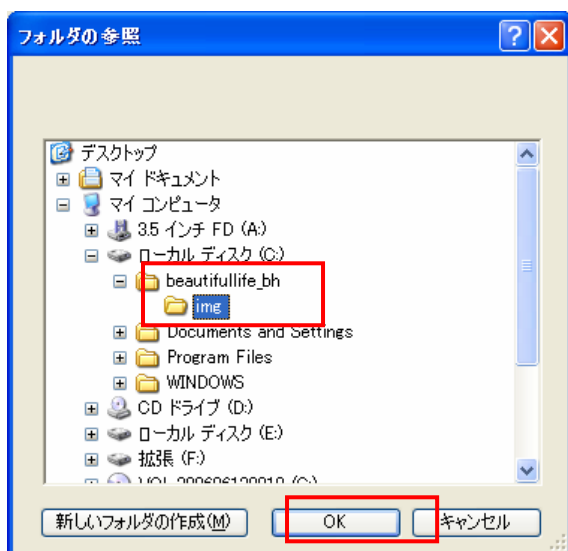 フォルダの参照
デスクトップ
マイ ドキュメント
マイ コンピュータ
3.5 インチ FD (A:)
ローカル ディスク (C:)
beautifullife_bh
img
Documents and Settings
Program Files
WINDOWS
CD ドライブ (D:)
ローカル ディスク (E:)
拡張 (F:)
新しいフォルダの作成(M) OK キャンセル